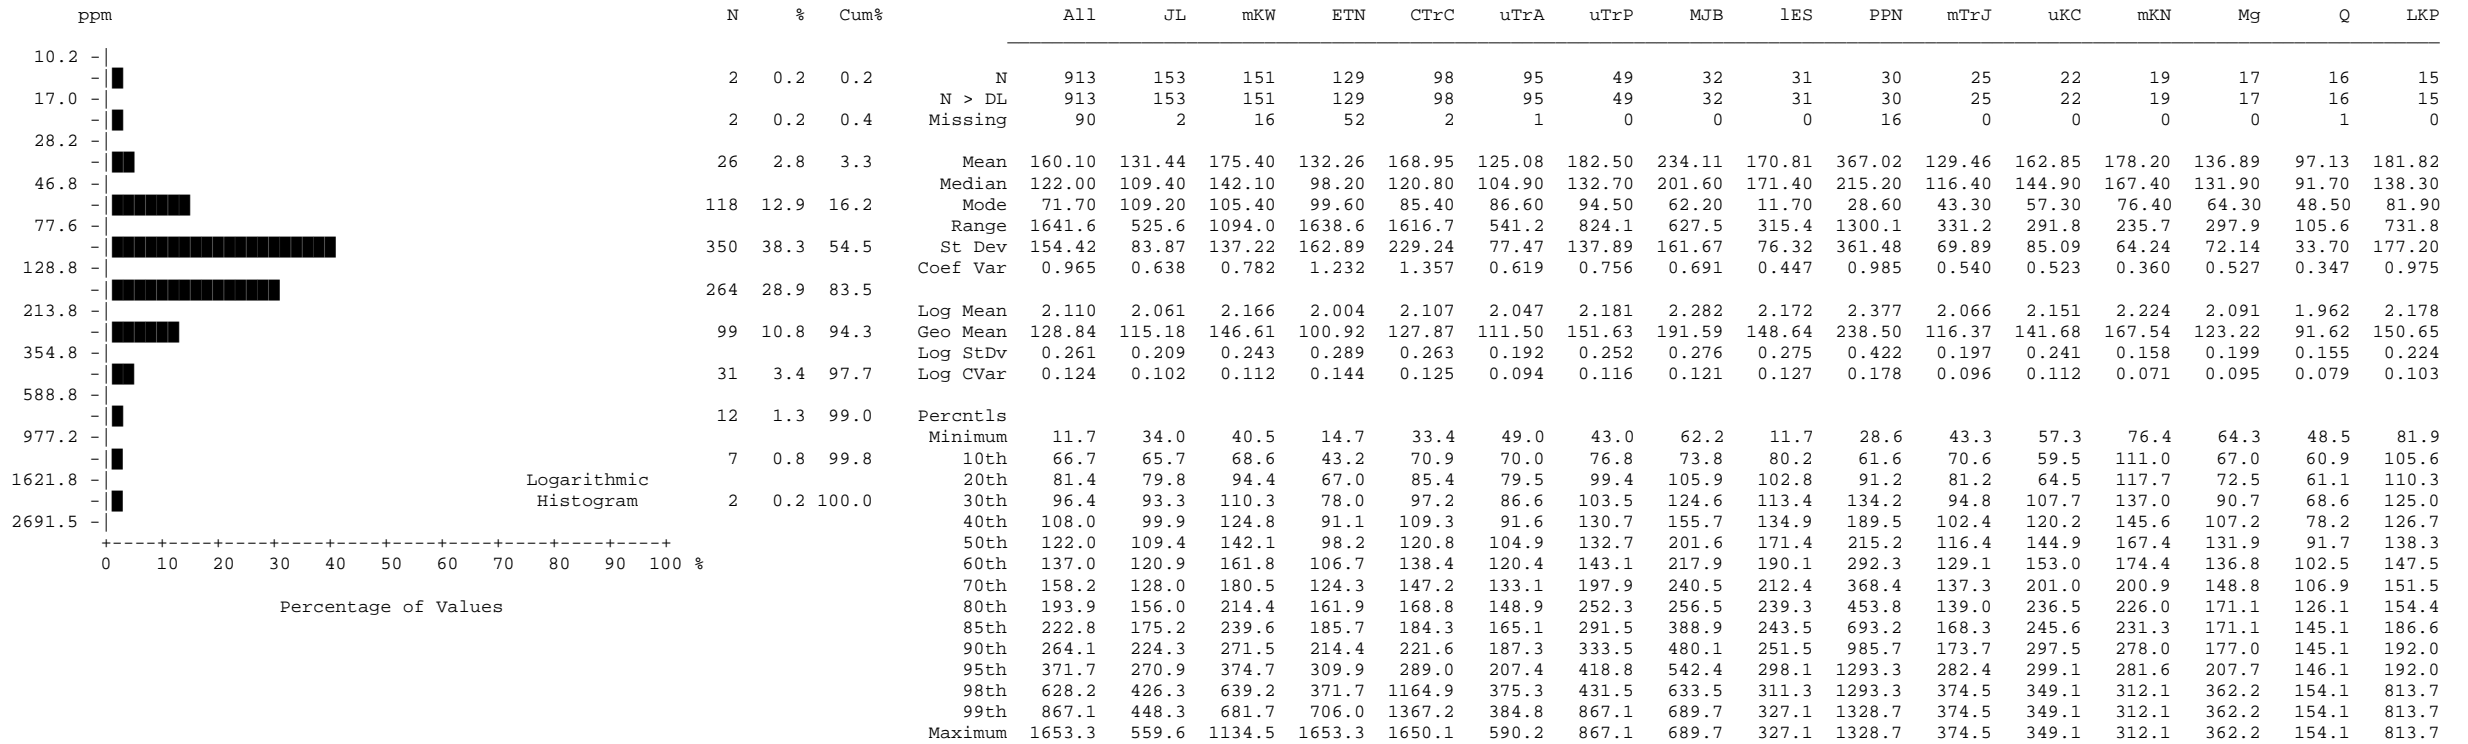 ppm N % Cum% All JL mKW ETN CTrC uTrA uTrP MJB lES PPN mTrJ uKC mKN Mg Q LKP
10.2
2 0.2 0.2 N 913 153 151 129 98 95 49 32 31 30 25 22 19 17 16 15
17.0 N > DL 913 153 151 129 98 95 49 32 31 30 25 22 19 17 16 15
2 0.2 0.4 Missing 90 2 16 52 2 1 0 0 0 16 0 0 0 0 1 0
28.2
26 2.8 3.3 Mean 160.10 131.44 175.40 132.26 168.95 125.08 182.50 234.11 170.81 367.02 129.46 162.85 178.20 136.89 97.13 181.82
46.8 Median 122.00 109.40 142.10 98.20 120.80 104.90 132.70 201.60 171.40 215.20 116.40 144.90 167.40 131.90 91.70 138.30
118 12.9 16.2 Mode 71.70 109.20 105.40 99.60 85.40 86.60 94.50 62.20 11.70 28.60 43.30 57.30 76.40 64.30 48.50 81.90
77.6 Range 1641.6 525.6 1094.0 1638.6 1616.7 541.2 824.1 627.5 315.4 1300.1 331.2 291.8 235.7 297.9 105.6 731.8
350 38.3 54.5 St Dev 154.42 83.87 137.22 162.89 229.24 77.47 137.89 161.67 76.32 361.48 69.89 85.09 64.24 72.14 33.70 177.20
128.8 Coef Var 0.965 0.638 0.782 1.232 1.357 0.619 0.756 0.691 0.447 0.985 0.540 0.523 0.360 0.527 0.347 0.975
264 28.9 83.5
213.8 Log Mean 2.110 2.061 2.166 2.004 2.107 2.047 2.181 2.282 2.172 2.377 2.066 2.151 2.224 2.091 1.962 2.178
99 10.8 94.3 Geo Mean 128.84 115.18 146.61 100.92 127.87 111.50 151.63 191.59 148.64 238.50 116.37 141.68 167.54 123.22 91.62 150.65
354.8 Log StDv 0.261 0.209 0.243 0.289 0.263 0.192 0.252 0.276 0.275 0.422 0.197 0.241 0.158 0.199 0.155 0.224
31 3.4 97.7 Log CVar 0.124 0.102 0.112 0.144 0.125 0.094 0.116 0.121 0.127 0.178 0.096 0.112 0.071 0.095 0.079 0.103
588.8
12 1.3 99.0 Percntls
977.2 Minimum 11.7 34.0 40.5 14.7 33.4 49.0 43.0 62.2 11.7 28.6 43.3 57.3 76.4 64.3 48.5 81.9
7 0.8 99.8 10th 66.7 65.7 68.6 43.2 70.9 70.0 76.8 73.8 80.2 61.6 70.6 59.5 111.0 67.0 60.9 105.6
1621.8 Logarithmic 20th 81.4 79.8 94.4 67.0 85.4 79.5 99.4 105.9 102.8 91.2 81.2 64.5 117.7 72.5 61.1 110.3
Histogram 2 0.2 100.0 30th 96.4 93.3 110.3 78.0 97.2 86.6 103.5 124.6 113.4 134.2 94.8 107.7 137.0 90.7 68.6 125.0
2691.5 40th 108.0 99.9 124.8 91.1 109.3 91.6 130.7 155.7 134.9 189.5 102.4 120.2 145.6 107.2 78.2 126.7
50th 122.0 109.4 142.1 98.2 120.8 104.9 132.7 201.6 171.4 215.2 116.4 144.9 167.4 131.9 91.7 138.3
0 10 20 30 40 50 60 70 80 90 100 % 60th 137.0 120.9 161.8 106.7 138.4 120.4 143.1 217.9 190.1 292.3 129.1 153.0 174.4 136.8 102.5 147.5
70th 158.2 128.0 180.5 124.3 147.2 133.1 197.9 240.5 212.4 368.4 137.3 201.0 200.9 148.8 106.9 151.5
Percentage of Values 80th 193.9 156.0 214.4 161.9 168.8 148.9 252.3 256.5 239.3 453.8 139.0 236.5 226.0 171.1 126.1 154.4
85th 222.8 175.2 239.6 185.7 184.3 165.1 291.5 388.9 243.5 693.2 168.3 245.6 231.3 171.1 145.1 186.6
90th 264.1 224.3 271.5 214.4 221.6 187.3 333.5 480.1 251.5 985.7 173.7 297.5 278.0 177.0 145.1 192.0
95th 371.7 270.9 374.7 309.9 289.0 207.4 418.8 542.4 298.1 1293.3 282.4 299.1 281.6 207.7 146.1 192.0
98th 628.2 426.3 639.2 371.7 1164.9 375.3 431.5 633.5 311.3 1293.3 374.5 349.1 312.1 362.2 154.1 813.7
99th 867.1 448.3 681.7 706.0 1367.2 384.8 867.1 689.7 327.1 1328.7 374.5 349.1 312.1 362.2 154.1 813.7
Maximum 1653.3 559.6 1134.5 1653.3 1650.1 590.2 867.1 689.7 327.1 1328.7 374.5 349.1 312.1 362.2 154.1 813.7